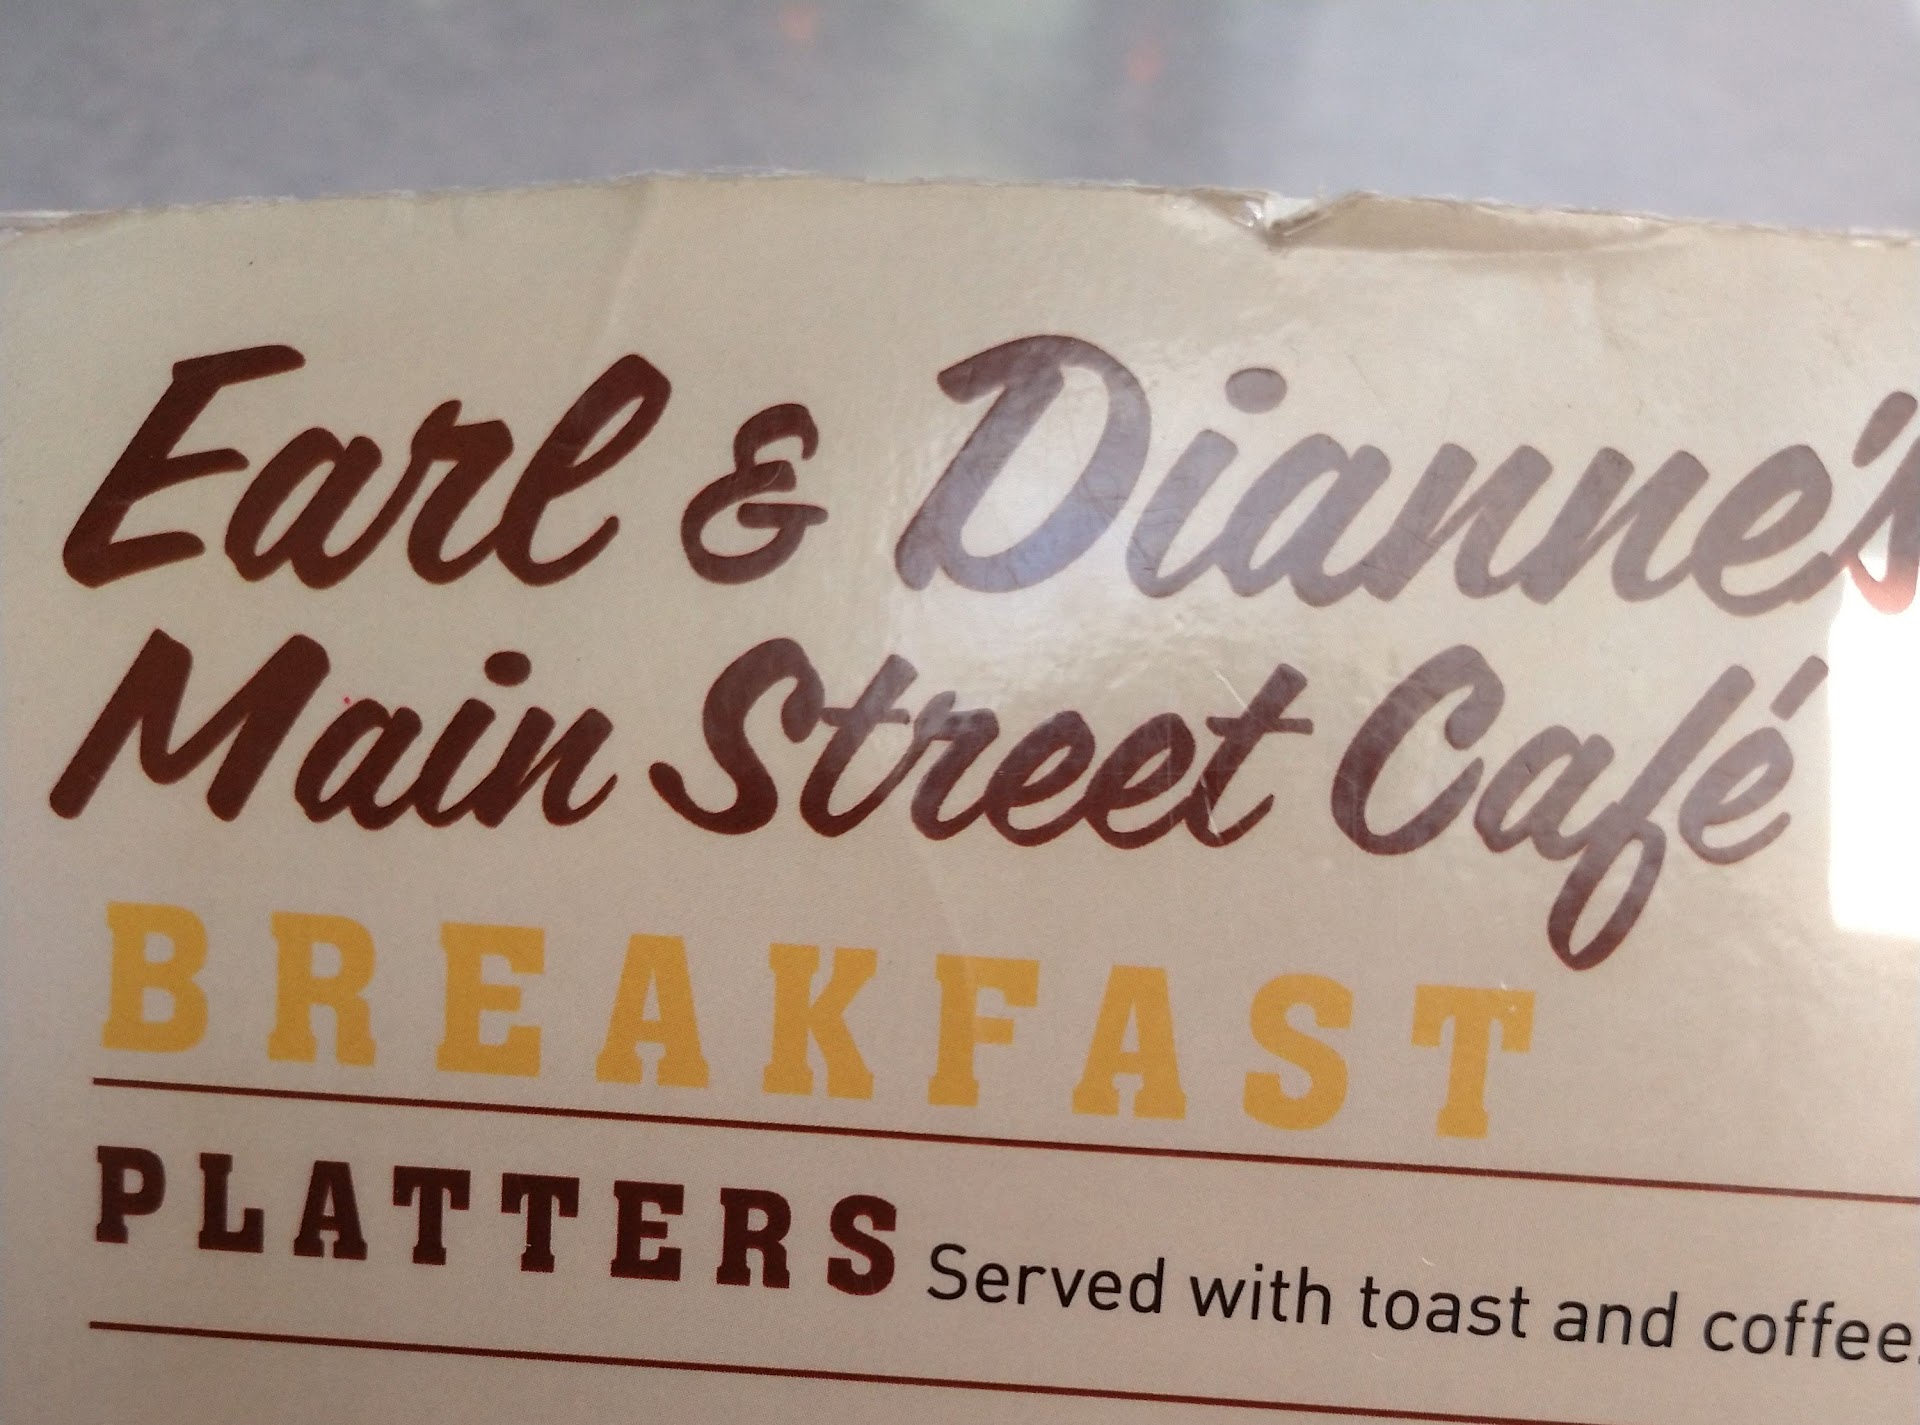 Earl & Dianne's
Main Street Café
BREAKFAST
PLATTERS Served with toast and coffee.